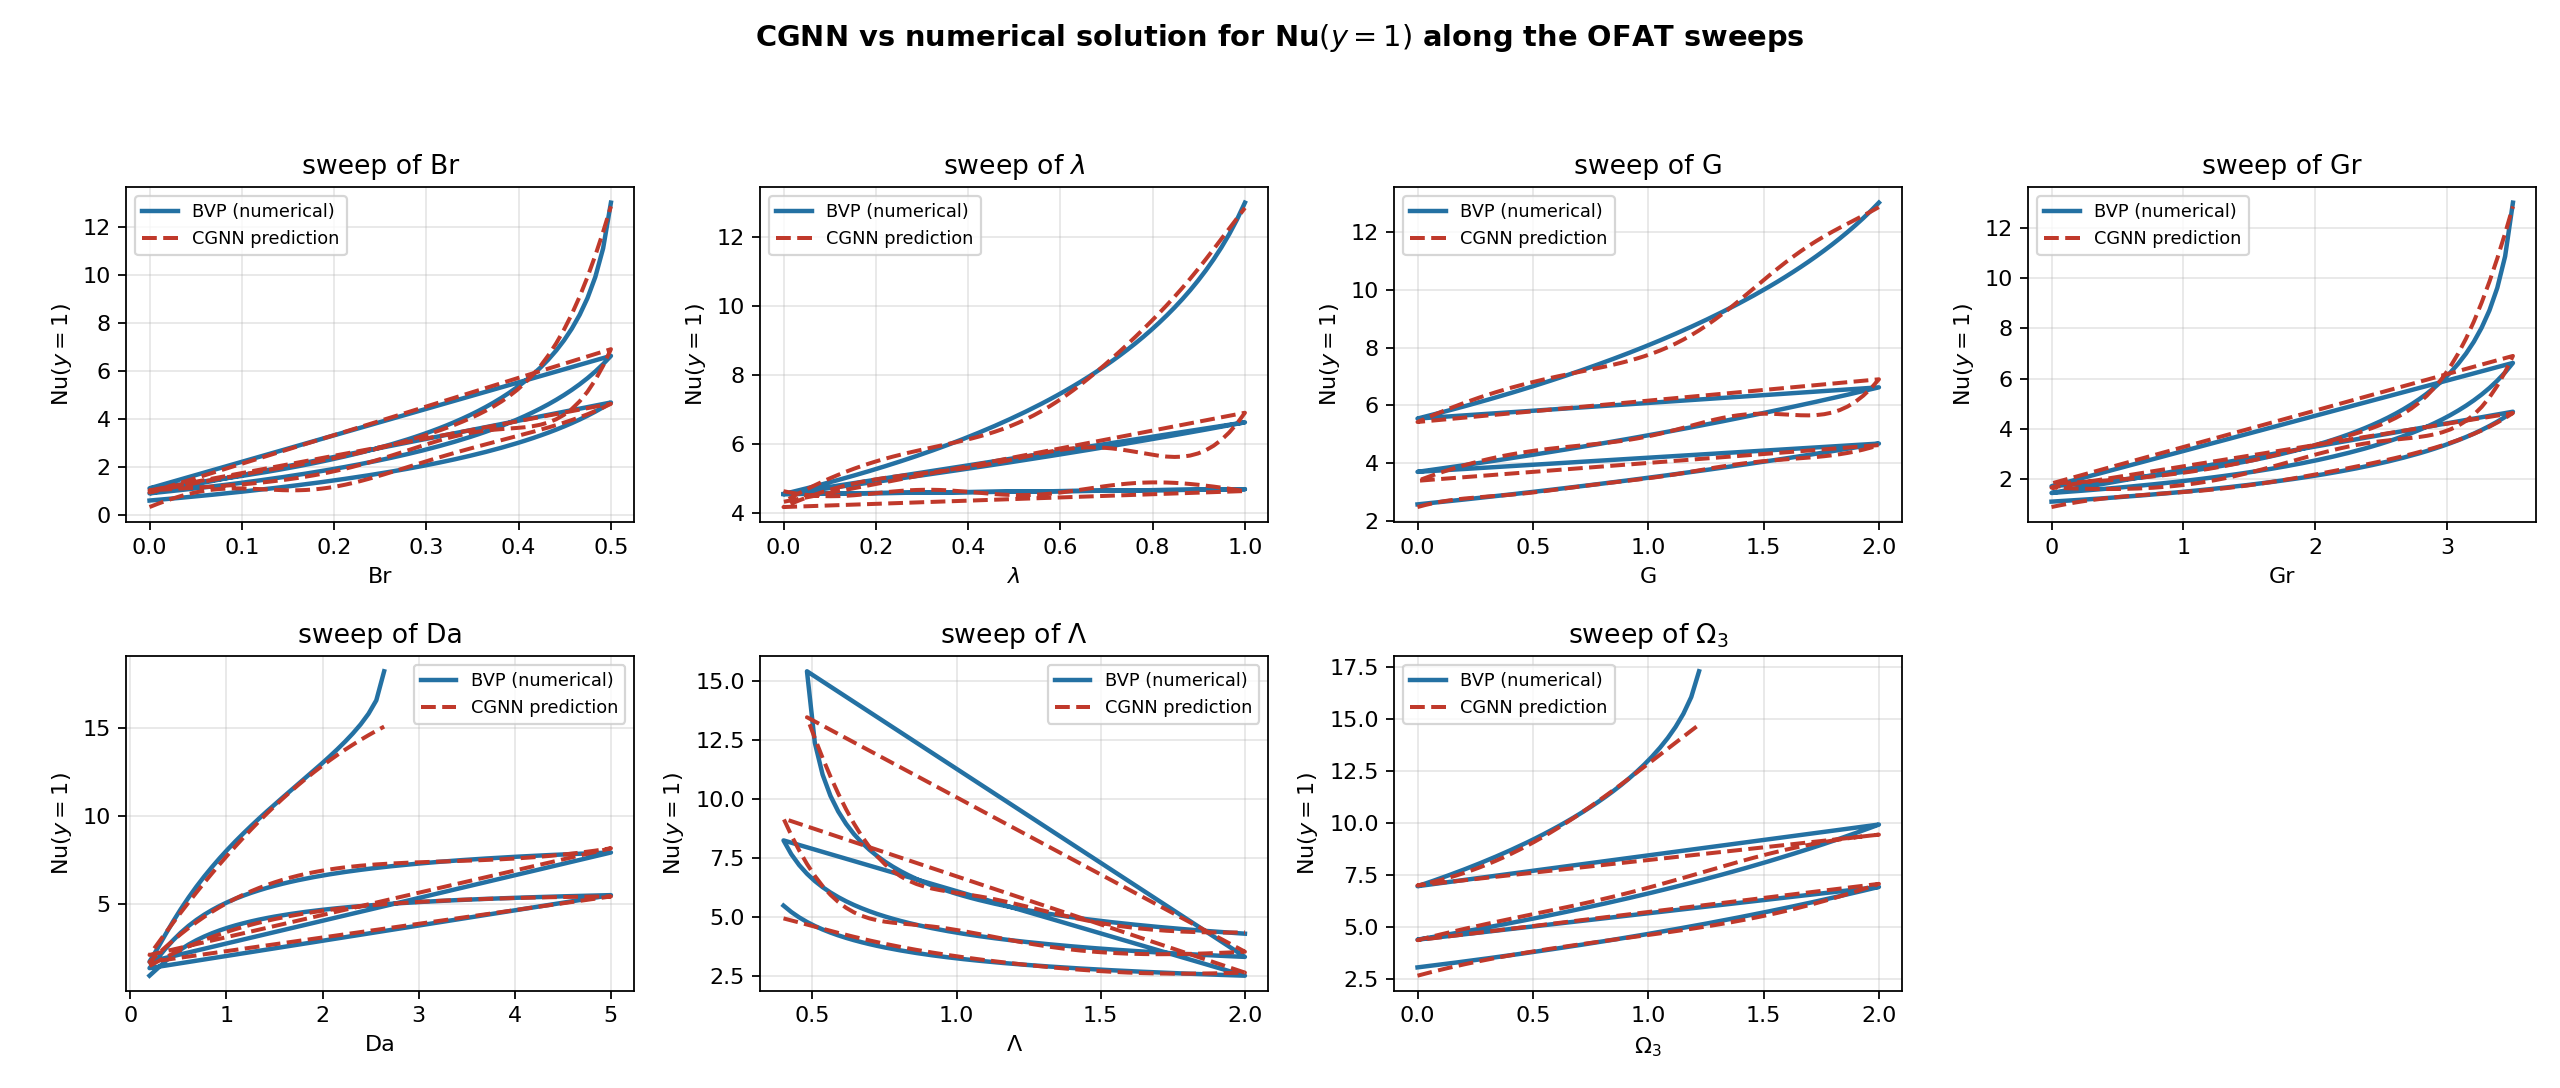 CGNN vs numerical solution for Nu(y = 1) along the OFAT sweeps
sweep of Br
Nu(y = 1)
12
10
8
6
4
2
0
BVP (numerical)
CGNN prediction
0.0 0.1 0.2 0.3 0.4 0.5
Br
sweep of λ
Nu(y = 1)
12
10
8
6
4
BVP (numerical)
CGNN prediction
0.0 0.2 0.4 0.6 0.8 1.0
λ
sweep of G
Nu(y = 1)
12
10
8
6
4
2
BVP (numerical)
CGNN prediction
0.0 0.5 1.0 1.5 2.0
G
sweep of Gr
Nu(y = 1)
12
10
8
6
4
2
BVP (numerical)
CGNN prediction
0 1 2 3
Gr
sweep of Da
Nu(y = 1)
15
10
5
BVP (numerical)
CGNN prediction
0 1 2 3 4 5
Da
sweep of Λ
Nu(y = 1)
15.0
12.5
10.0
7.5
5.0
2.5
BVP (numerical)
CGNN prediction
0.5 1.0 1.5 2.0
Λ
sweep of Ω₃
Nu(y = 1)
17.5
15.0
12.5
10.0
7.5
5.0
2.5
BVP (numerical)
CGNN prediction
0.0 0.5 1.0 1.5 2.0
Ω₃